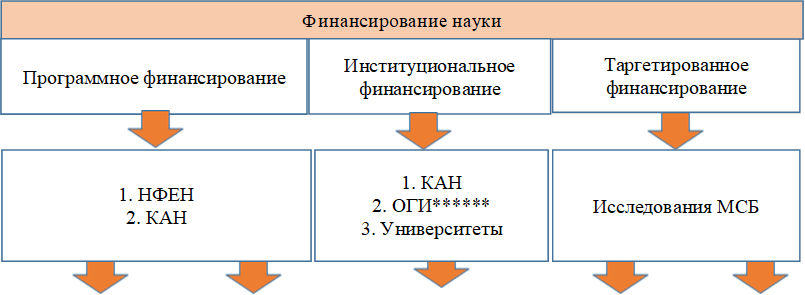 Финансирование науки
Программное финансирование
Институциональное
финансирование
Таргетированное
финансирование
1. НФЕН
2. КАН
1. КАН
2. ОГИ******
3. Университеты
Исследования МСБ